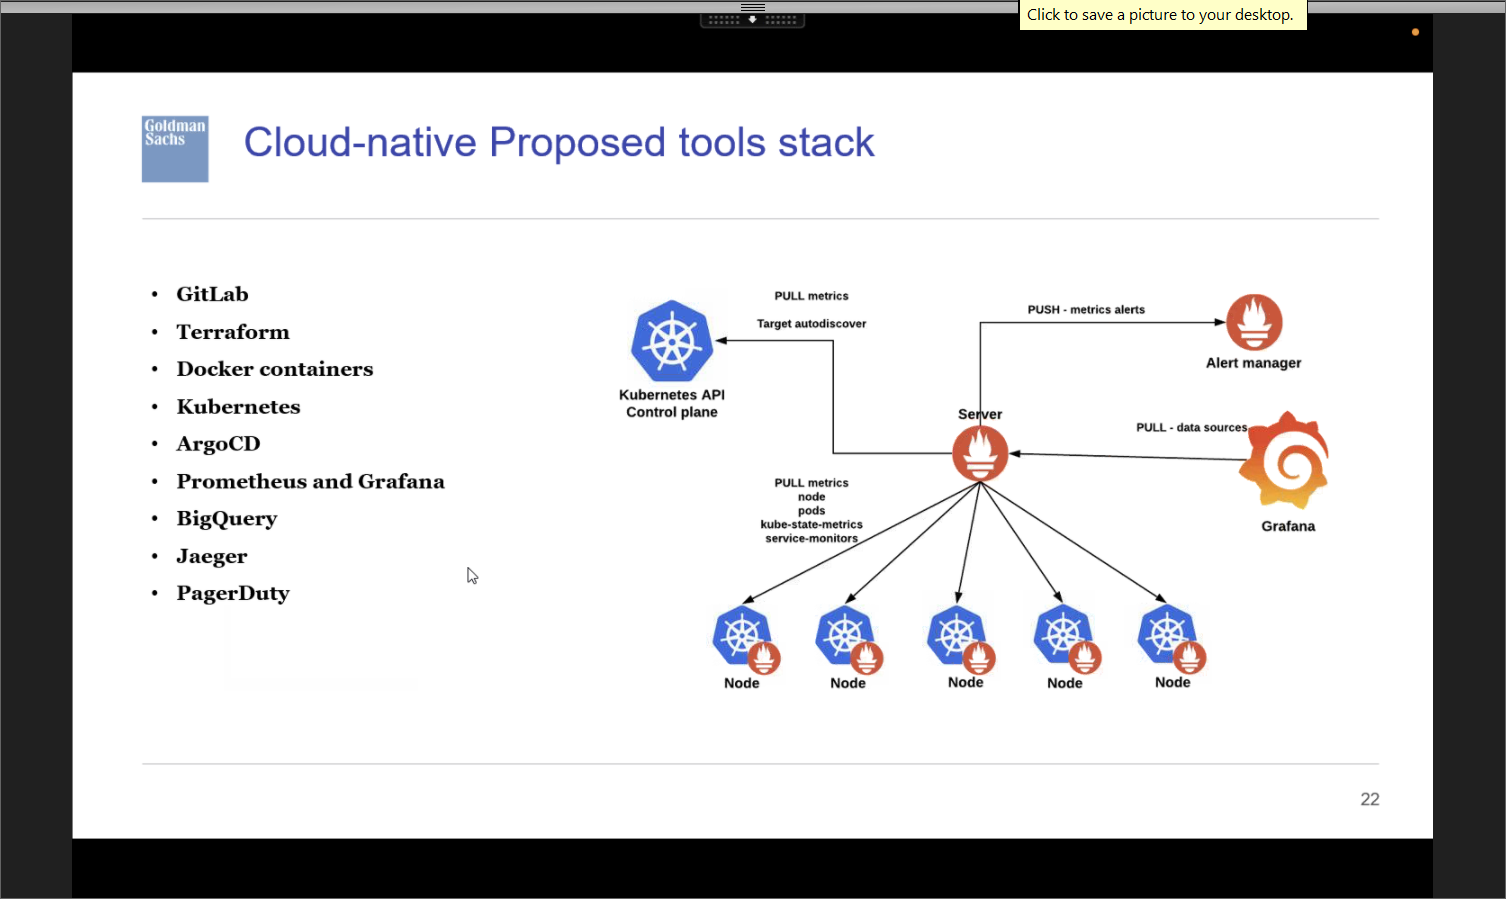 Click to save a picture to your desktop.
Goldman
Sachs
Cloud-native Proposed tools stack
• GitLab
• Terraform
• Docker containers
• Kubernetes
• ArgoCD
• Prometheus and Grafana
• BigQuery
• Jaeger
• PagerDuty
PULL metrics
Target autodiscover
Kubernetes API
Control plane
PUSH - metrics alerts
Alert manager
Server
PULL - data sources
Grafana
PULL metrics
node
pods
kube-state-metrics
service-monitors
Node
Node
Node
Node
Node
22